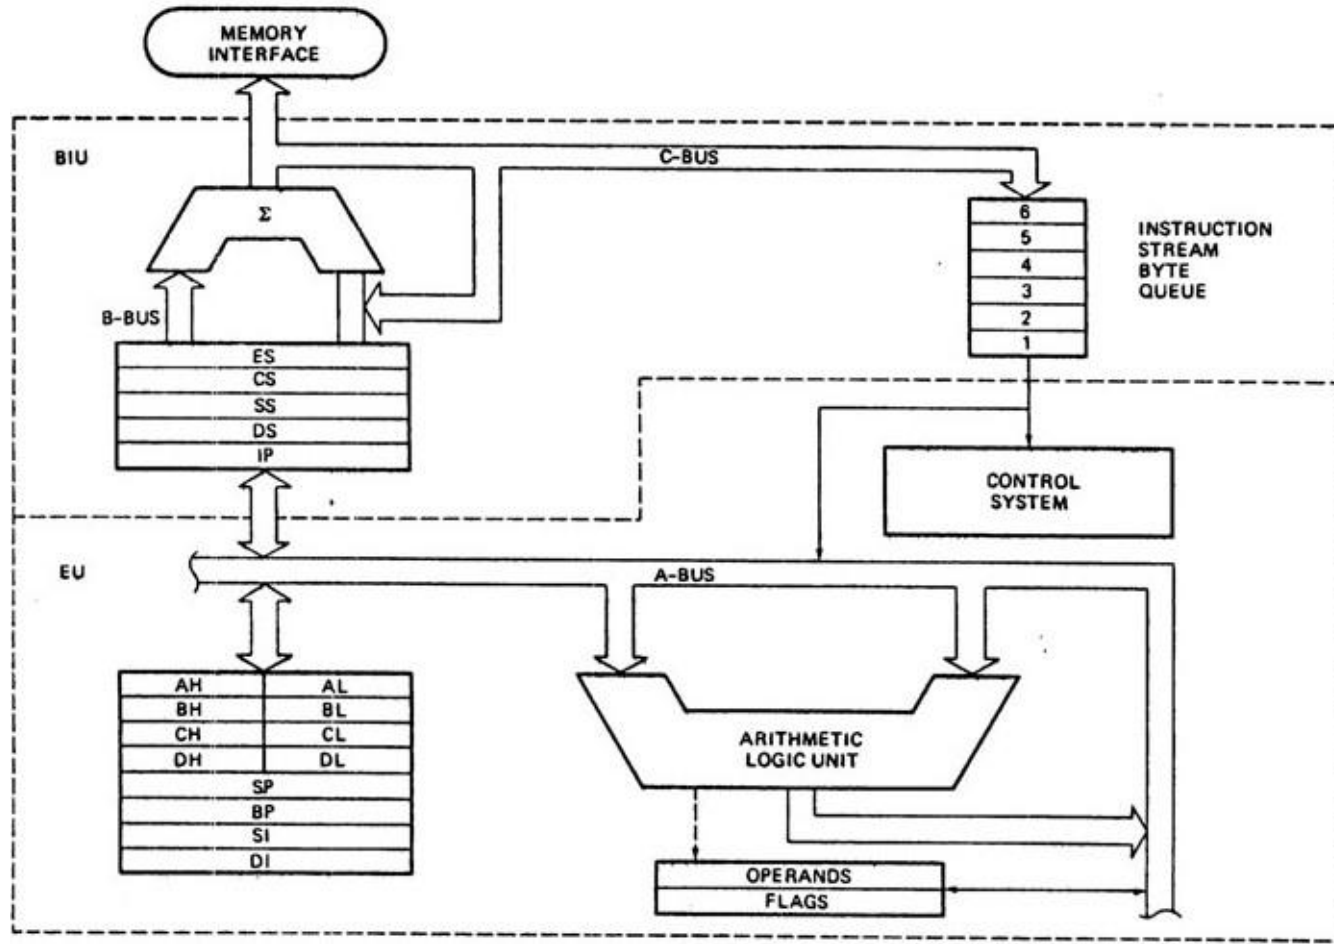 MEMORY
INTERFACE
BIU
C-BUS
Σ
6
5
4
3
2
1
INSTRUCTION
STREAM
BYTE
QUEUE
B-BUS
ES
CS
SS
DS
IP
CONTROL
SYSTEM
EU
A-BUS
AH AL
BH BL
CH CL
DH DL
SP
BP
SI
DI
ARITHMETIC
LOGIC UNIT
OPERANDS
FLAGS